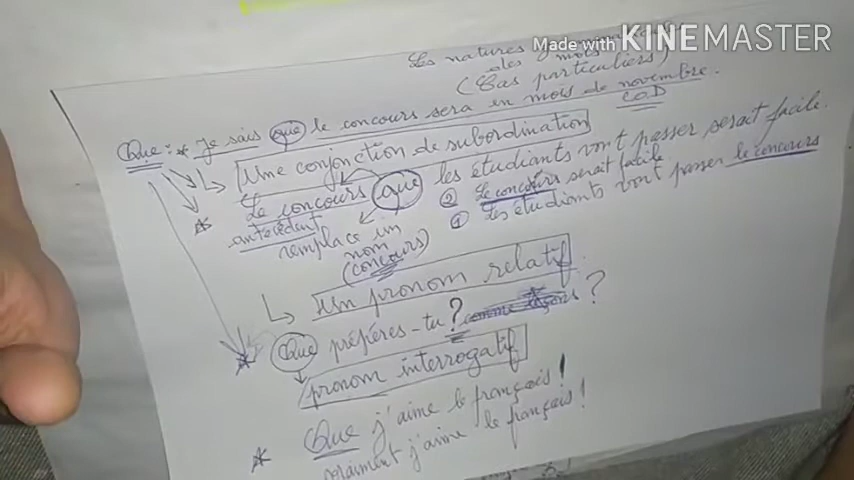 Made with KINEMASTER
Les natures grammaticales
des mots
(Cas particuliers)
Que: * Je sais que le concours sera en mois de novembre.
COD
Une conjonction de subordination
* Le concours que les étudiants vont passer serait facile.
antécédent
② Le concours serait facile
remplace un
nom
(concours)
① Les étudiants vont passer le concours
Un pronom relatif
* Que préféres-tu? ?
pronom interrogatif
* Que j'aime le français!
vraiment j'aime le français!